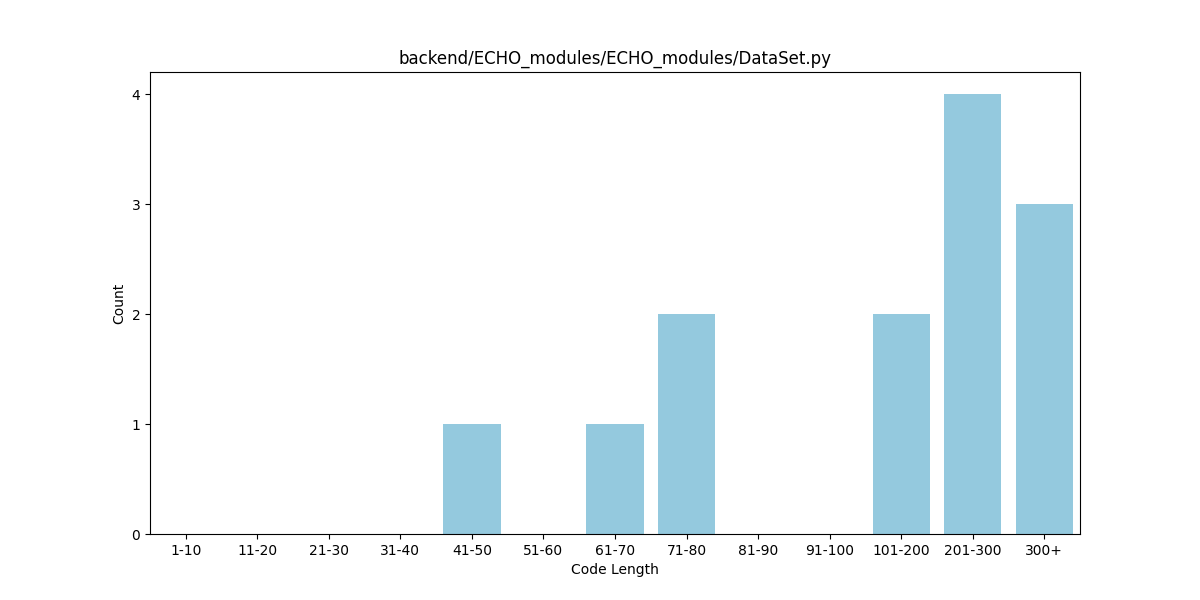 backend/ECHO_modules/ECHO_modules/DataSet.py
4
3
2
1
0
Count
1-10 11-20 21-30 31-40 41-50 51-60 61-70 71-80 81-90 91-100 101-200 201-300 300+
Code Length